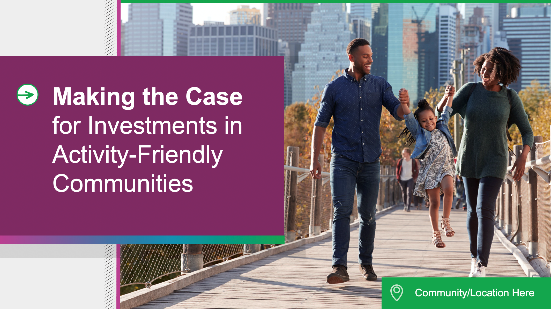 Making the Case
for Investments in
Activity-Friendly
Communities
Community/Location Here